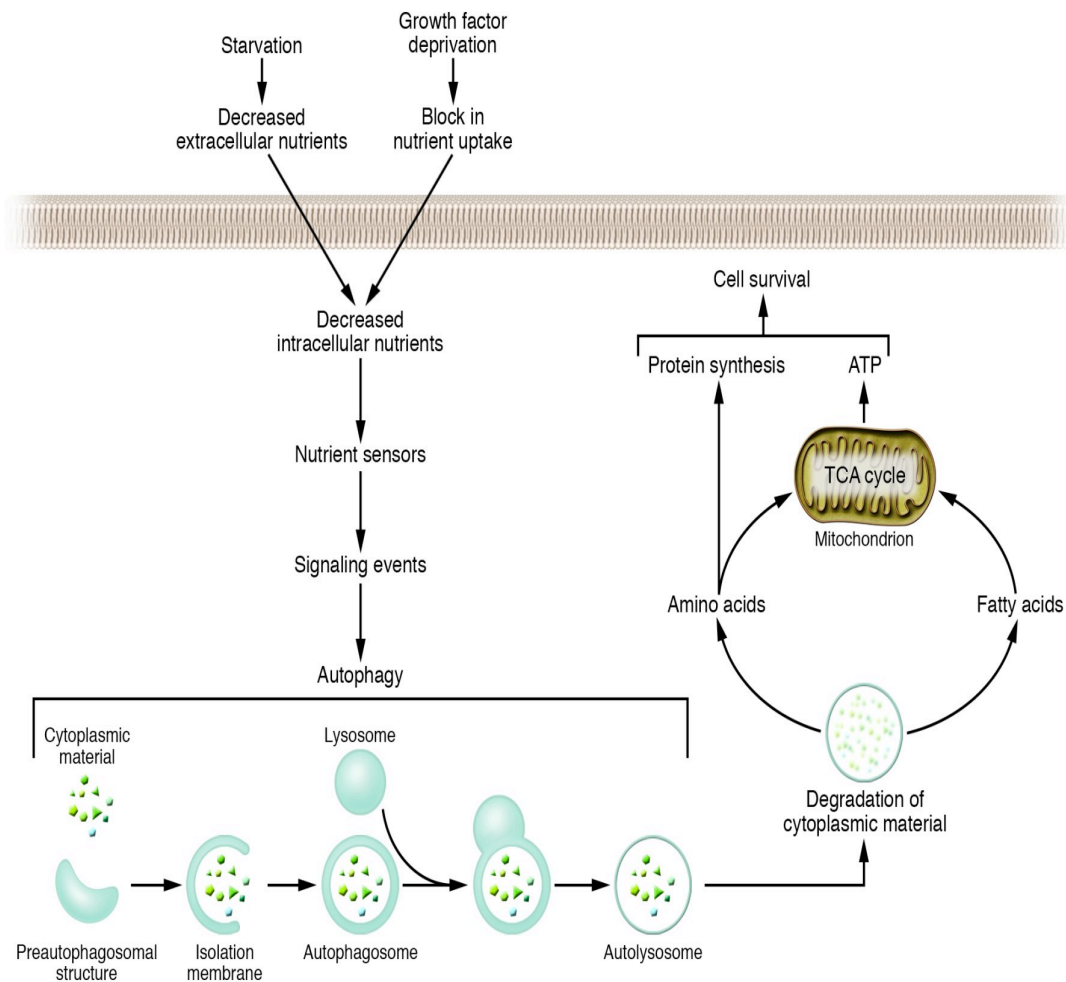 Starvation
Growth factor
deprivation
Decreased
extracellular nutrients
Block in
nutrient uptake
Decreased
intracellular nutrients
Nutrient sensors
Signaling events
Autophagy
Cell survival
Protein synthesis
ATP
TCA cycle
Mitochondrion
Amino acids
Fatty acids
Degradation of
cytoplasmic material
Cytoplasmic
material
Lysosome
Preautophagosomal
structure
Isolation
membrane
Autophagosome
Autolysosome